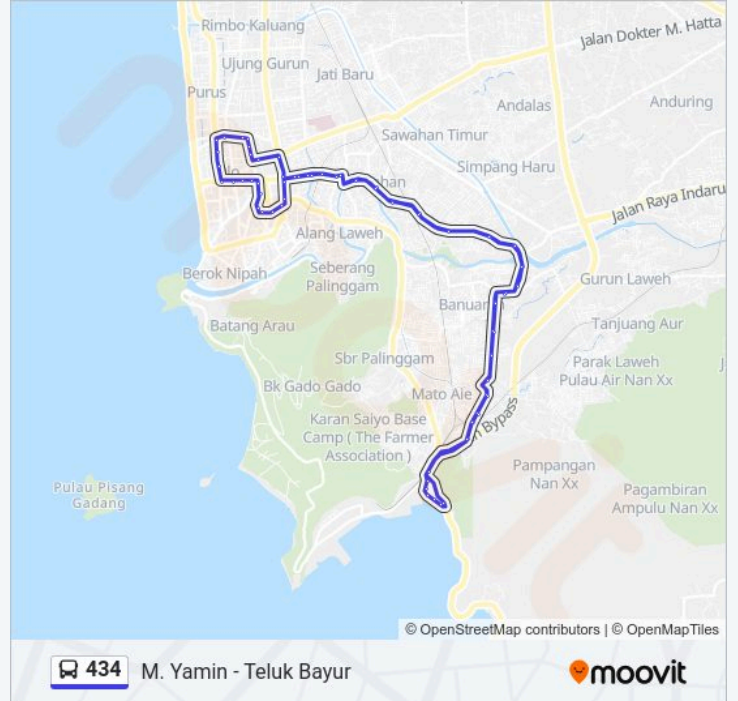 Rimbo Kaluang
Jalan Dokter M. Hatta
Ujung Gurun
Jati Baru
Purus
Andalas
Anduring
Sawahan Timur
Simpang Haru
han
Jalan Raya Indaru
Alang Laweh
Berok Nipah
Seberang
Palinggam
Gurun Laweh
Banuaran
Batang Arau
Tanjuang Aur
Sbr Palinggam
Parak Laweh
Pulau Air Nan Xx
Bk Gado Gado
Mato Aie
Karan Saiyo Base
Camp ( The Farmer
Association )
Bypass
Pampangan
Nan Xx
Pulau Pisang
Gadang
Pagambiran
Ampulu Nan Xx
© OpenStreetMap contributors | © OpenMapTiles
434 M. Yamin - Teluk Bayur
moovit